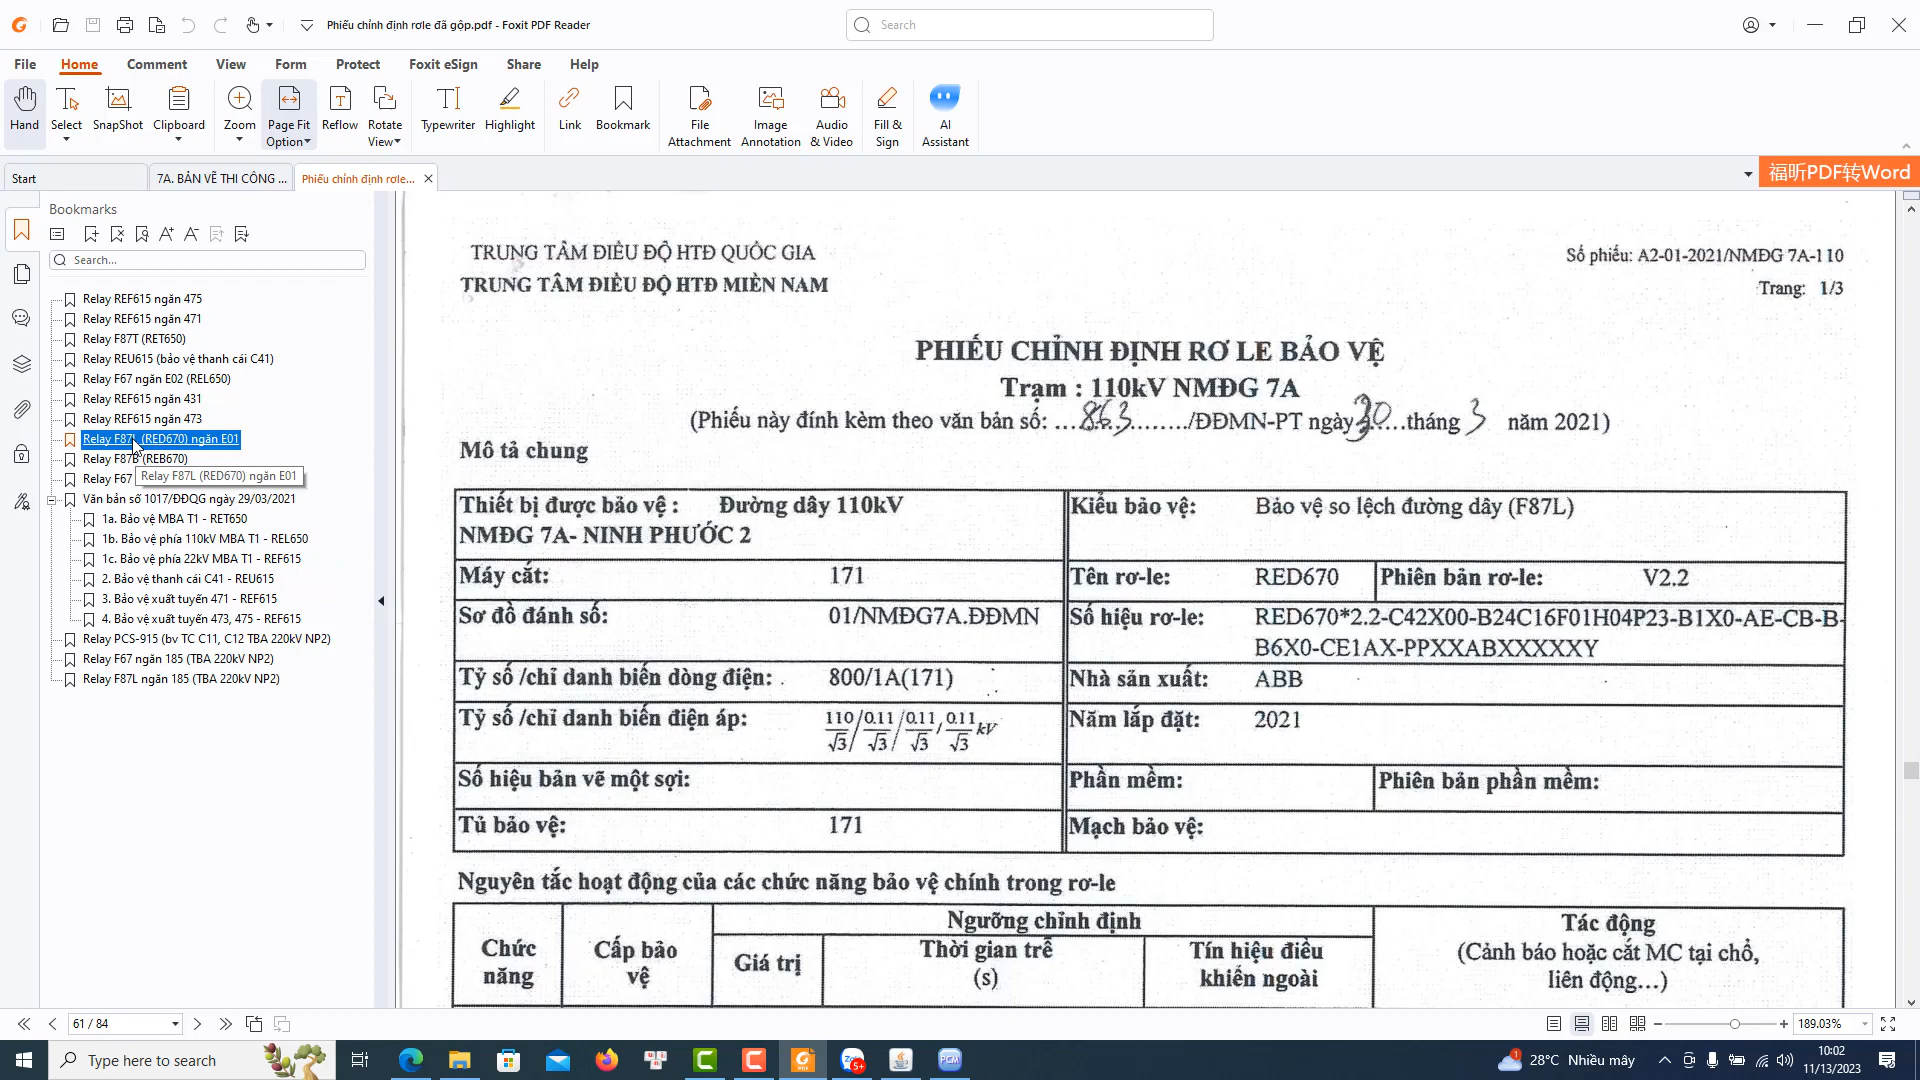 Phiếu chỉnh định rơle đã gộp.pdf - Foxit PDF Reader
Search
File Home Comment View Form Protect Foxit eSign Share Help
Hand Select SnapShot Clipboard Zoom Page Fit Option Reflow Rotate View Typewriter Highlight Link Bookmark File Attachment Image Annotation Audio & Video Fill & Sign AI Assistant
Start 7A. BẢN VẼ THI CÔNG ... Phiếu chỉnh định rơle... 福昕PDF转Word
Bookmarks
Search...
Relay REF615 ngăn 475
Relay REF615 ngăn 471
Relay F87T (RET650)
Relay REU615 (bảo vệ thanh cái C41)
Relay F67 ngăn E02 (REL650)
Relay REF615 ngăn 431
Relay REF615 ngăn 473
Relay F87L (RED670) ngăn E01
Relay F87B (REB670)
Relay F67
Relay F87L (RED670) ngăn E01
Văn bản số 1017/ĐĐQG ngày 29/03/2021
1a. Bảo vệ MBA T1 - RET650
1b. Bảo vệ phía 110kV MBA T1 - REL650
1c. Bảo vệ phía 22kV MBA T1 - REF615
2. Bảo vệ thanh cái C41 - REU615
3. Bảo vệ xuất tuyến 471 - REF615
4. Bảo vệ xuất tuyến 473, 475 - REF615
Relay PCS-915 (bv TC C11, C12 TBA 220kV NP2)
Relay F67 ngăn 185 (TBA 220kV NP2)
Relay F87L ngăn 185 (TBA 220kV NP2)
TRUNG TÂM ĐIỀU ĐỘ HTĐ QUỐC GIA
TRUNG TÂM ĐIỀU ĐỘ HTĐ MIỀN NAM
Số phiếu: A2-01-2021/NMĐG 7A-110
Trang: 1/3
PHIẾU CHỈNH ĐỊNH RƠ LE BẢO VỆ
Trạm : 110kV NMĐG 7A
(Phiếu này đính kèm theo văn bản số: ....863......../ĐĐMN-PT ngày 30....tháng 3 năm 2021)
Mô tả chung
Thiết bị được bảo vệ : Đường dây 110kV
NMĐG 7A- NINH PHƯỚC 2
Kiểu bảo vệ: Bảo vệ so lệch đường dây (F87L)
Máy cắt: 171
Tên rơ-le: RED670 Phiên bản rơ-le: V2.2
Sơ đồ đánh số: 01/NMĐG7A.ĐĐMN
Số hiệu rơ-le: RED670*2.2-C42X00-B24C16F01H04P23-B1X0-AE-CB-B-
B6X0-CE1AX-PPXXABXXXXXY
Tỷ số /chỉ danh biến dòng điện: 800/1A(171)
Nhà sản xuất: ABB
Tỷ số /chỉ danh biến điện áp: 110/√3/0.11/√3/0.11/√3/0.11/√3 kV
Năm lắp đặt: 2021
Số hiệu bản vẽ một sợi:
Phần mềm: Phiên bản phần mềm:
Tủ bảo vệ: 171
Mạch bảo vệ:
Nguyên tắc hoạt động của các chức năng bảo vệ chính trong rơ-le
Chức năng
Cấp bảo vệ
Ngưỡng chỉnh định
Giá trị
Thời gian trễ (s)
Tín hiệu điều khiển ngoài
Tác động
(Cảnh báo hoặc cắt MC tại chổ, liên động...)
61 / 84
189.03%
Type here to search
28°C Nhiều mây
10:02
11/13/2023